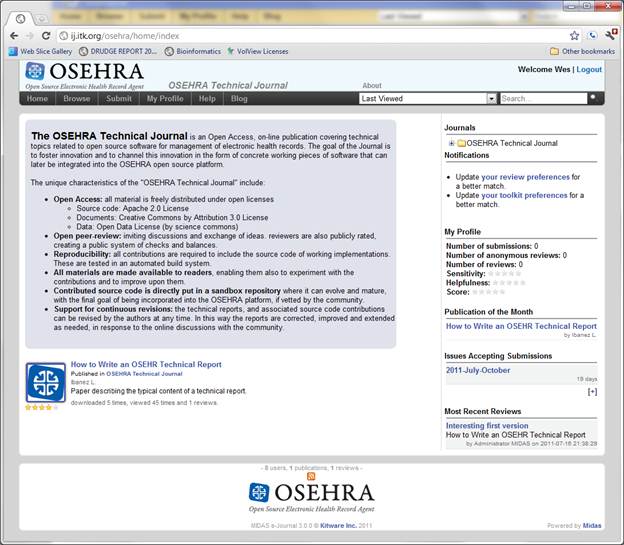 ij.itk.org/osehra/home/index
Web Slice Gallery DRUDGE REPORT 20... Bioinformatics VolView Licenses Other bookmarks
OSEHRA
Open Source Electronic Health Record Agent
OSEHRA Technical Journal
About
Welcome Wes | Logout
Home Browse Submit My Profile Help Blog Last Viewed Search...
The OSEHRA Technical Journal is an Open Access, on-line publication covering technical
topics related to open source software for management of electronic health records. The goal of the Journal is
to foster innovation and to channel this innovation in the form of concrete working pieces of software that can
later be integrated into the OSEHRA open source platform.
The unique characteristics of the "OSEHRA Technical Journal" include:
Open Access: all material is freely distributed under open licenses
Source code: Apache 2.0 License
Documents: Creative Commons by Attribution 3.0 License
Data: Open Data License (by science commons)
Open peer-review: inviting discussions and exchange of ideas. reviewers are also publicly rated,
creating a public system of checks and balances.
Reproducibility: all contributions are required to include the source code of working implementations.
These are tested in an automated build system.
All materials are made available to readers, enabling them also to experiment with the
contributions and to improve upon them.
Contributed source code is directly put in a sandbox repository where it can evolve and mature,
with the final goal of being incorporated into the OSEHRA platform, if vetted by the community.
Support for continuous revisions: the technical reports, and associated source code contributions
can be revised by the authors at any time. In this way the reports are corrected, improved and extended
as needed, in response to the online discussions with the community.
How to Write an OSEHR Technical Report
Published in OSEHRA Technical Journal
Ibanez L.
Paper describing the typical content of a technical report.
downloaded 5 times, viewed 45 times and 1 reviews.
Journals
OSEHRA Technical Journal
Notifications
Update your review preferences for
a better match.
Update your toolkit preferences for a
better match.
My Profile
Number of submissions: 0
Number of anonymous reviews: 0
Number of reviews: 0
Sensitivity:
Helpfulness:
Score:
Publication of the Month
How to Write an OSEHR Technical Report
by Ibanez L.
Issues Accepting Submissions
2011-July-October
19 days
[+]
Most Recent Reviews
Interesting first version
How to Write an OSEHR Technical Report
by Administrator MIDAS on 2011-07-16 21:38:28
- 8 users, 1 publications, 1 reviews -
OSEHRA
Open Source Electronic Health Record Agent
MIDAS e-Journal 3.0.0 © Kitware Inc. 2011
Powered by Midas